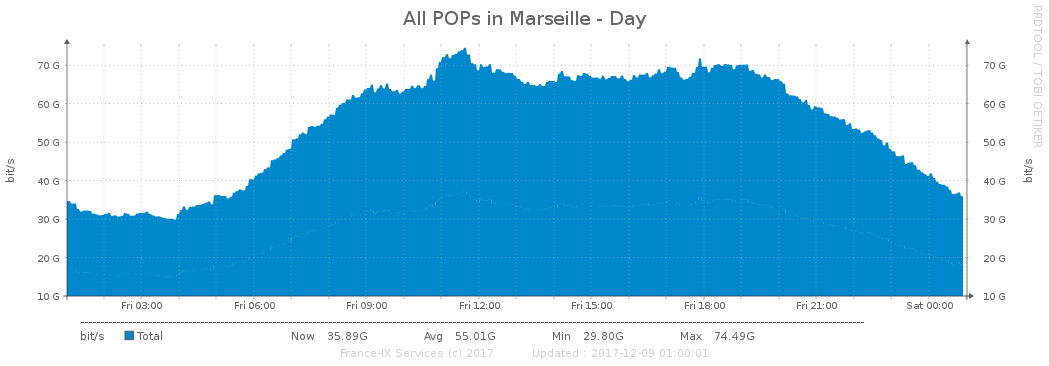 All POPs in Marseille - Day
RRDTOOL / TOBI OETIKER
bit/s
70 G
60 G
50 G
40 G
30 G
20 G
10 G
70 G
60 G
50 G
40 G
30 G
20 G
10 G
bit/s
Fri 03:00 Fri 06:00 Fri 09:00 Fri 12:00 Fri 15:00 Fri 18:00 Fri 21:00 Sat 00:00
bit/s Total Now 35.89G Avg 55.01G Min 29.80G Max 74.49G
France-IX Services (c) 2017 Updated : 2017-12-09 01:00:01